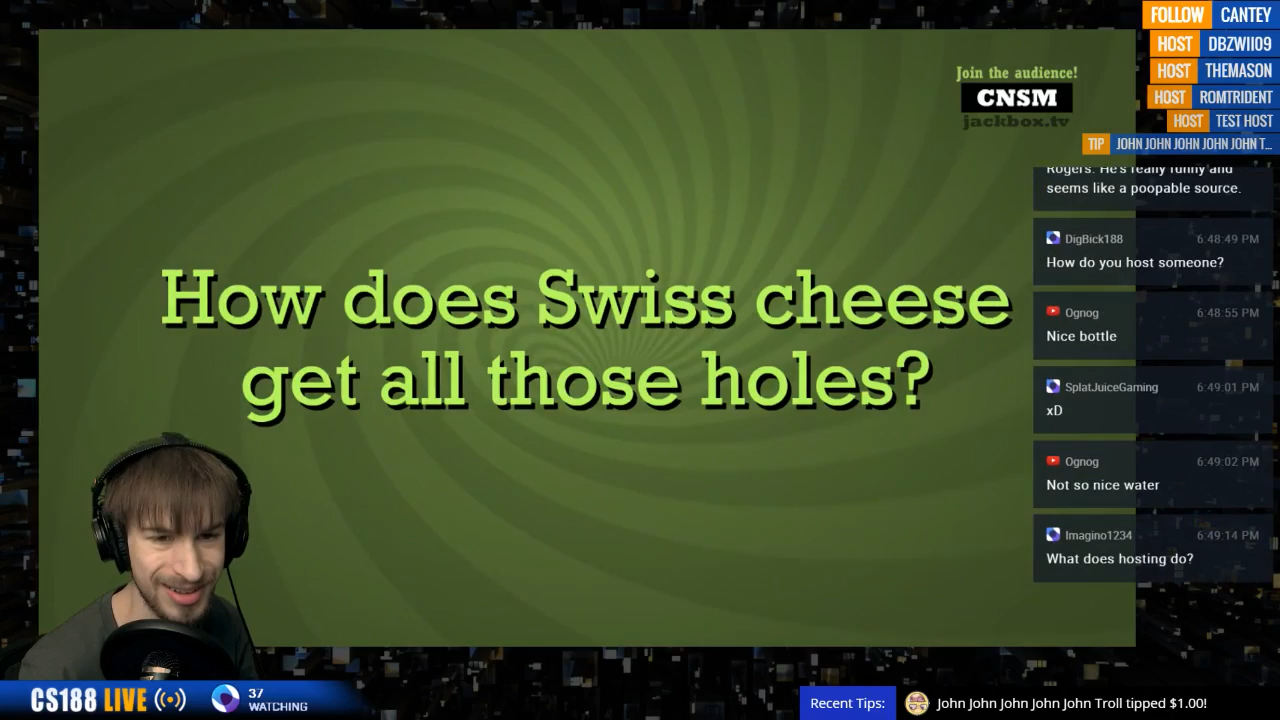 FOLLOW CANTEY
HOST DBZWII09
HOST THEMASON
HOST ROMTRIDENT
HOST TEST HOST
TIP JOHN JOHN JOHN JOHN JOHN T...
Join the audience!
CNSM
jackbox.tv
How does Swiss cheese
get all those holes?
Rogers. He's really funny and
seems like a poopable source.
DigBick188 6:48:49 PM
How do you host someone?
Ognog 6:48:55 PM
Nice bottle
SplatJuiceGaming 6:49:01 PM
xD
Ognog 6:49:02 PM
Not so nice water
Imagino1234 6:49:14 PM
What does hosting do?
CS188 LIVE
37
WATCHING
Recent Tips: John John John John John Troll tipped $1.00!